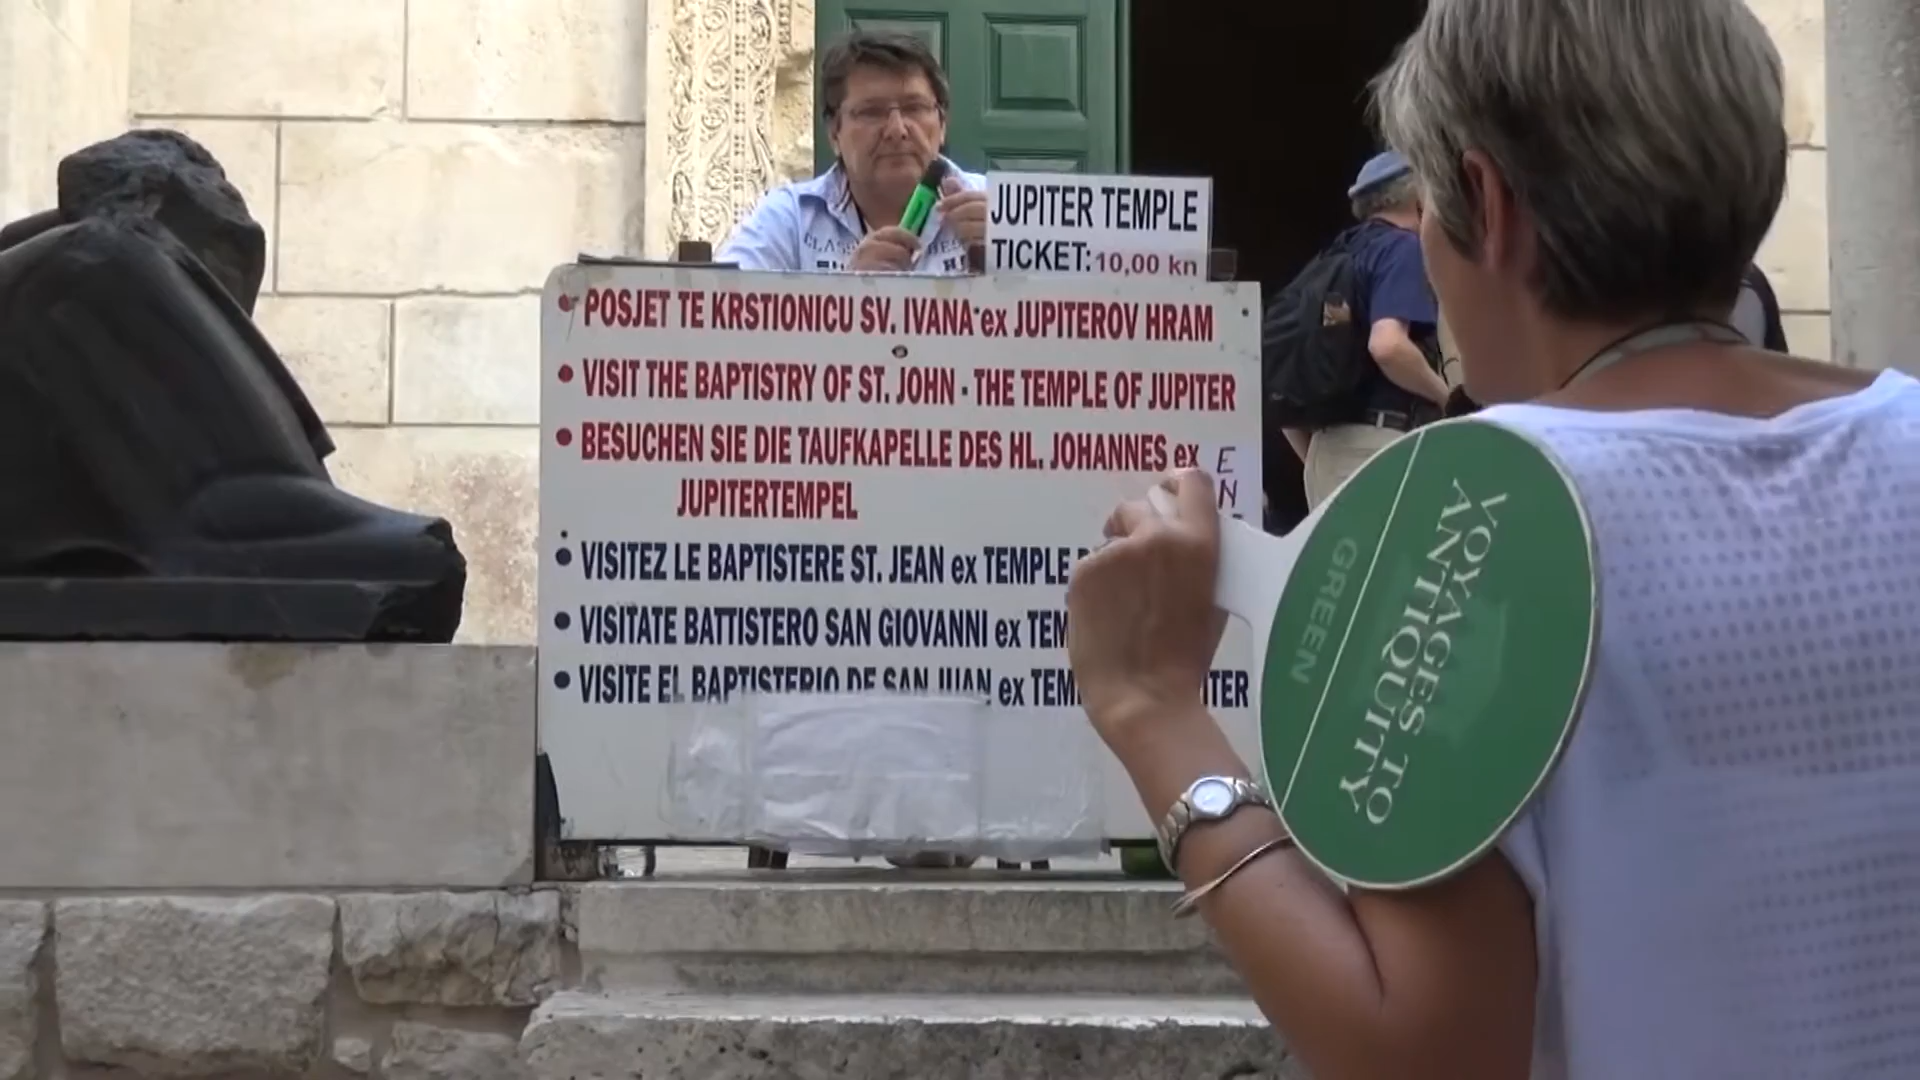 JUPITER TEMPLE
TICKET: 10,00 kn
• POSJET TE KRSTIONICU SV. IVANA ex JUPITEROV HRAM
• VISIT THE BAPTISTRY OF ST. JOHN - THE TEMPLE OF JUPITER
• BESUCHEN SIE DIE TAUFKAPELLE DES HL. JOHANNES ex
JUPITERTEMPEL
• VISITEZ LE BAPTISTERE ST. JEAN ex TEMPLE
• VISITATE BATTISTERO SAN GIOVANNI ex
• VISITE EL BAPTISTERIO DE SAN JUAN ex
VOYAGES TO
ANTIQUITY
GREEN